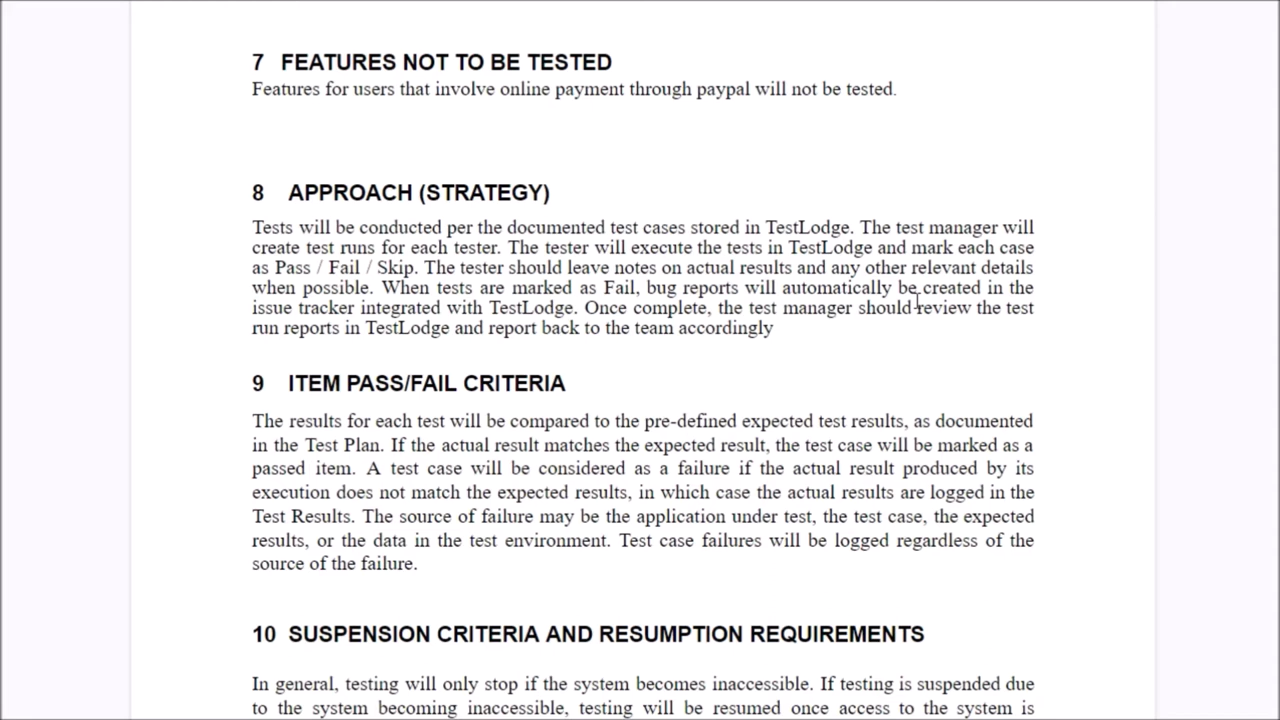 7 FEATURES NOT TO BE TESTED
Features for users that involve online payment through paypal will not be tested.
8 APPROACH (STRATEGY)
Tests will be conducted per the documented test cases stored in TestLodge. The test manager will
create test runs for each tester. The tester will execute the tests in TestLodge and mark each case
as Pass / Fail / Skip. The tester should leave notes on actual results and any other relevant details
when possible. When tests are marked as Fail, bug reports will automatically be created in the
issue tracker integrated with TestLodge. Once complete, the test manager should review the test
run reports in TestLodge and report back to the team accordingly
9 ITEM PASS/FAIL CRITERIA
The results for each test will be compared to the pre-defined expected test results, as documented
in the Test Plan. If the actual result matches the expected result, the test case will be marked as a
passed item. A test case will be considered as a failure if the actual result produced by its
execution does not match the expected results, in which case the actual results are logged in the
Test Results. The source of failure may be the application under test, the test case, the expected
results, or the data in the test environment. Test case failures will be logged regardless of the
source of the failure.
10 SUSPENSION CRITERIA AND RESUMPTION REQUIREMENTS
In general, testing will only stop if the system becomes inaccessible. If testing is suspended due
to the system becoming inaccessible, testing will be resumed once access to the system is